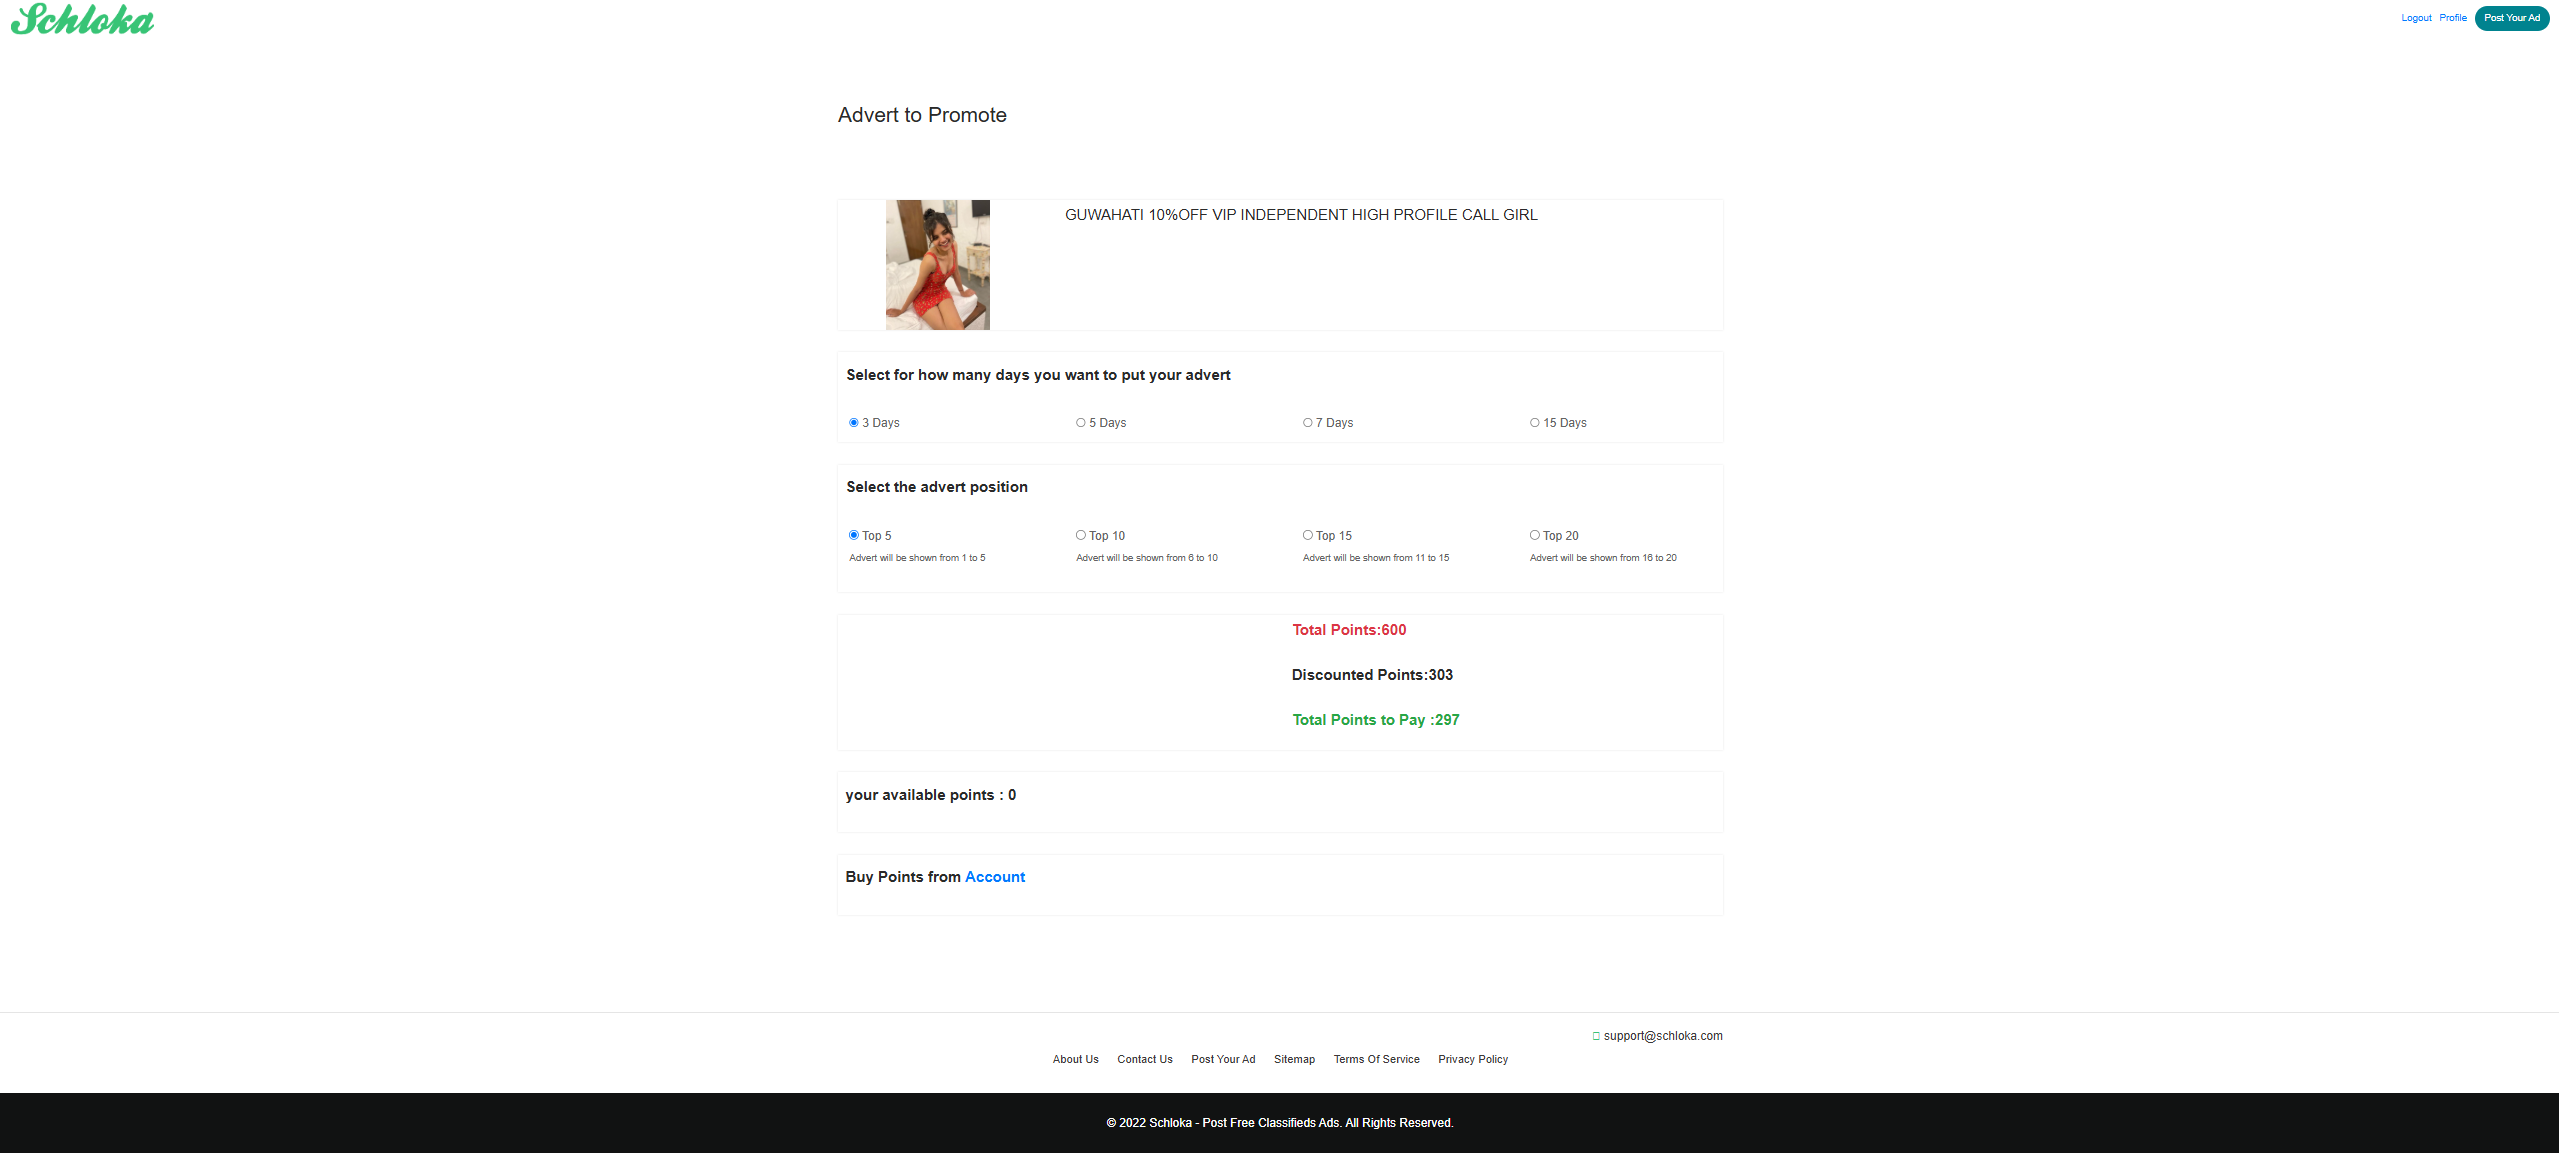 Schloka
Logout Profile Post Your Ad
Advert to Promote
GUWAHATI 10%OFF VIP INDEPENDENT HIGH PROFILE CALL GIRL
Select for how many days you want to put your advert
3 Days 5 Days 7 Days 15 Days
Select the advert position
Top 5 Top 10 Top 15 Top 20
Advert will be shown from 1 to 5 Advert will be shown from 6 to 10 Advert will be shown from 11 to 15 Advert will be shown from 16 to 20
Total Points:600
Discounted Points:303
Total Points to Pay :297
your available points : 0
Buy Points from Account
support@schloka.com
About Us Contact Us Post Your Ad Sitemap Terms Of Service Privacy Policy
© 2022 Schloka - Post Free Classifieds Ads. All Rights Reserved.